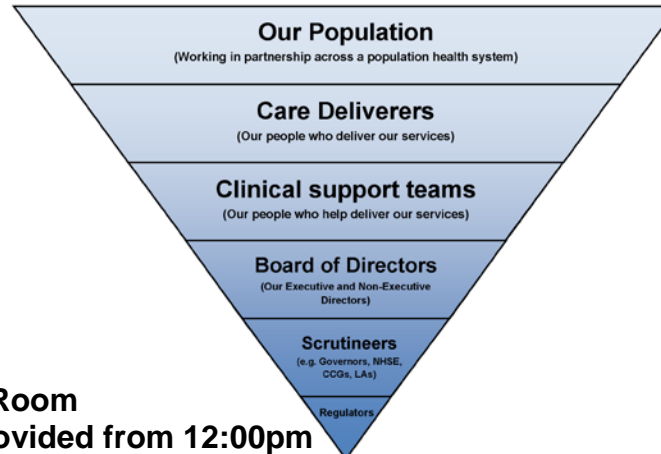 Our Population
(Working in partnership across a population health system)
Care Deliverers
(Our people who deliver our services)
Clinical support teams
(Our people who help deliver our services)
Board of Directors
(Our Executive and Non-Executive
Directors)
Scrutineers
(e.g. Governors, NHSE,
CCGs, LAs)
Room
Regulators
ovided from 12:00pm